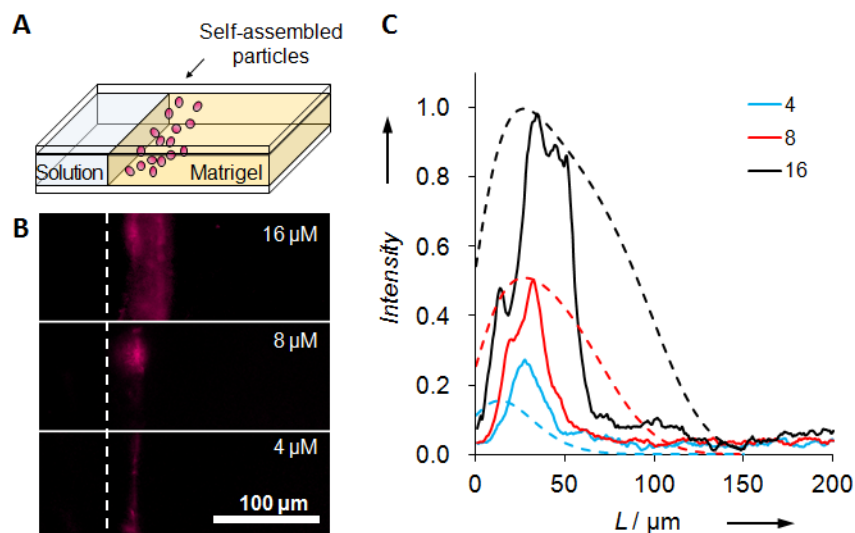 A
Self-assembled
particles
Solution
Matrigel
B
16 µM
8 µM
4 µM
100 µm
C
Intensity
1.0
0.8
0.6
0.4
0.2
0.0
0
50
100
150
200
L / µm
4
8
16